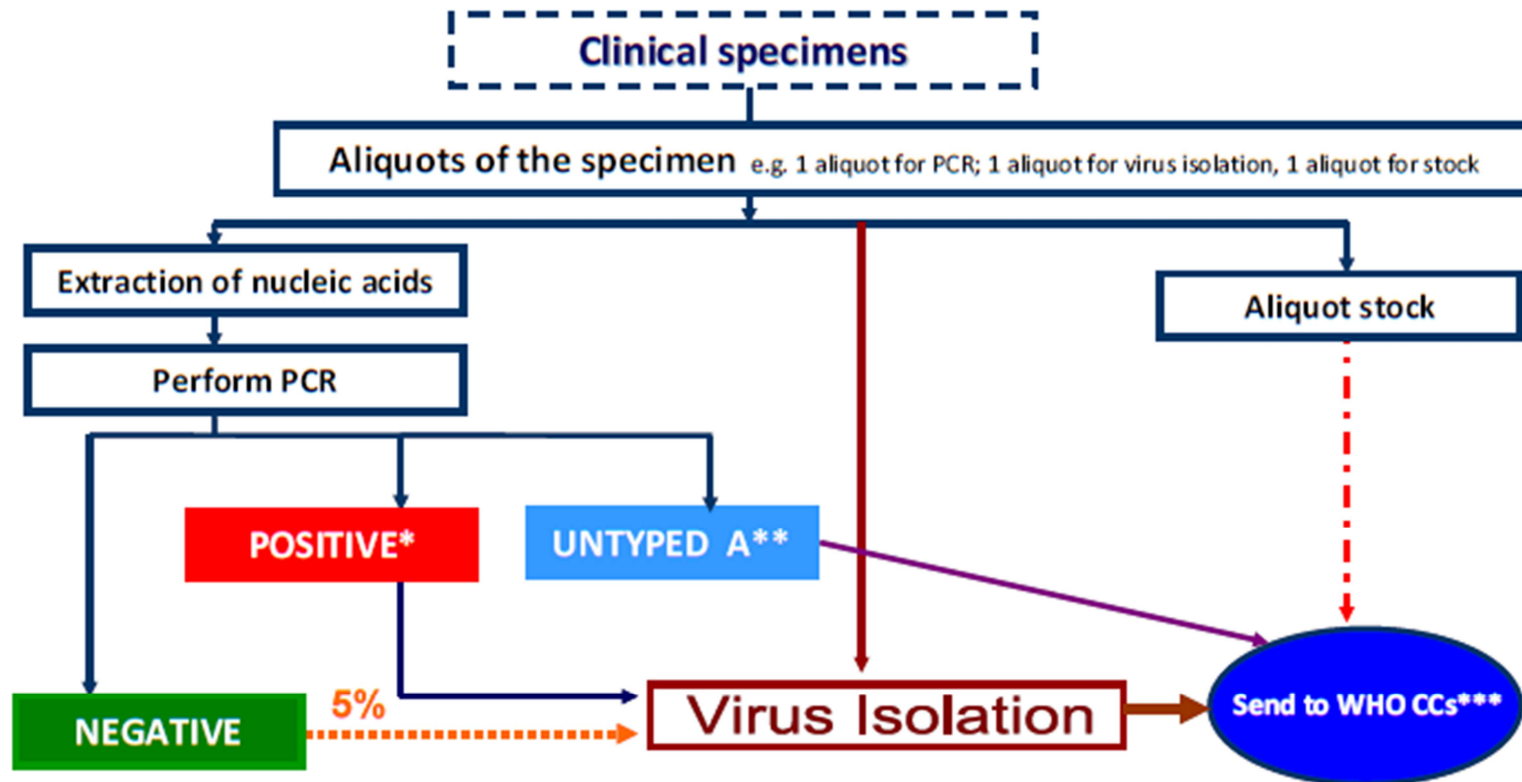 Clinical specimens
Aliquots of the specimen e.g. 1 aliquot for PCR; 1 aliquot for virus isolation, 1 aliquot for stock
Extraction of nucleic acids
Aliquot stock
Perform PCR
POSITIVE*
UNTYPED A**
5%
NEGATIVE
Virus Isolation
Send to WHO CCs***